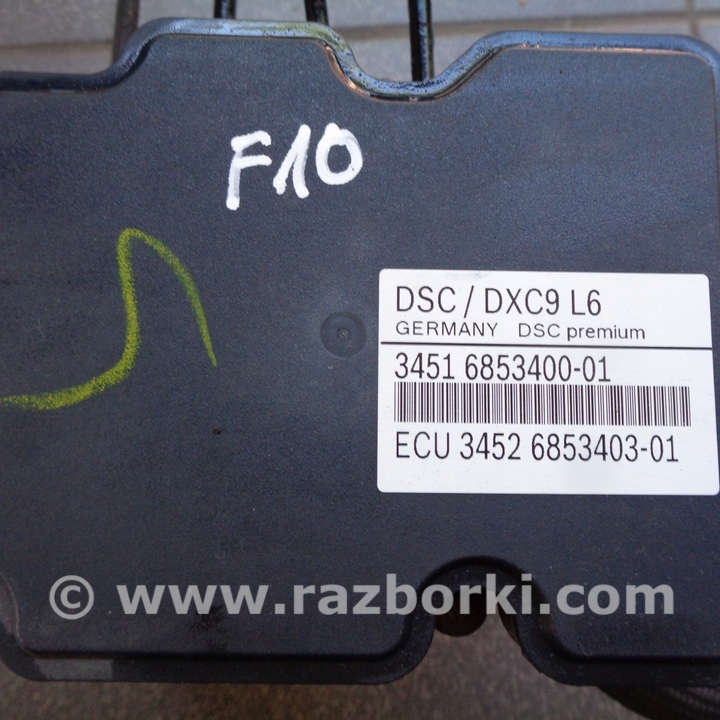 F10
DSC / DXC9 L6
GERMANY DSC premium
3451 6853400-01
ECU 3452 6853403-01
© www.razborki.com